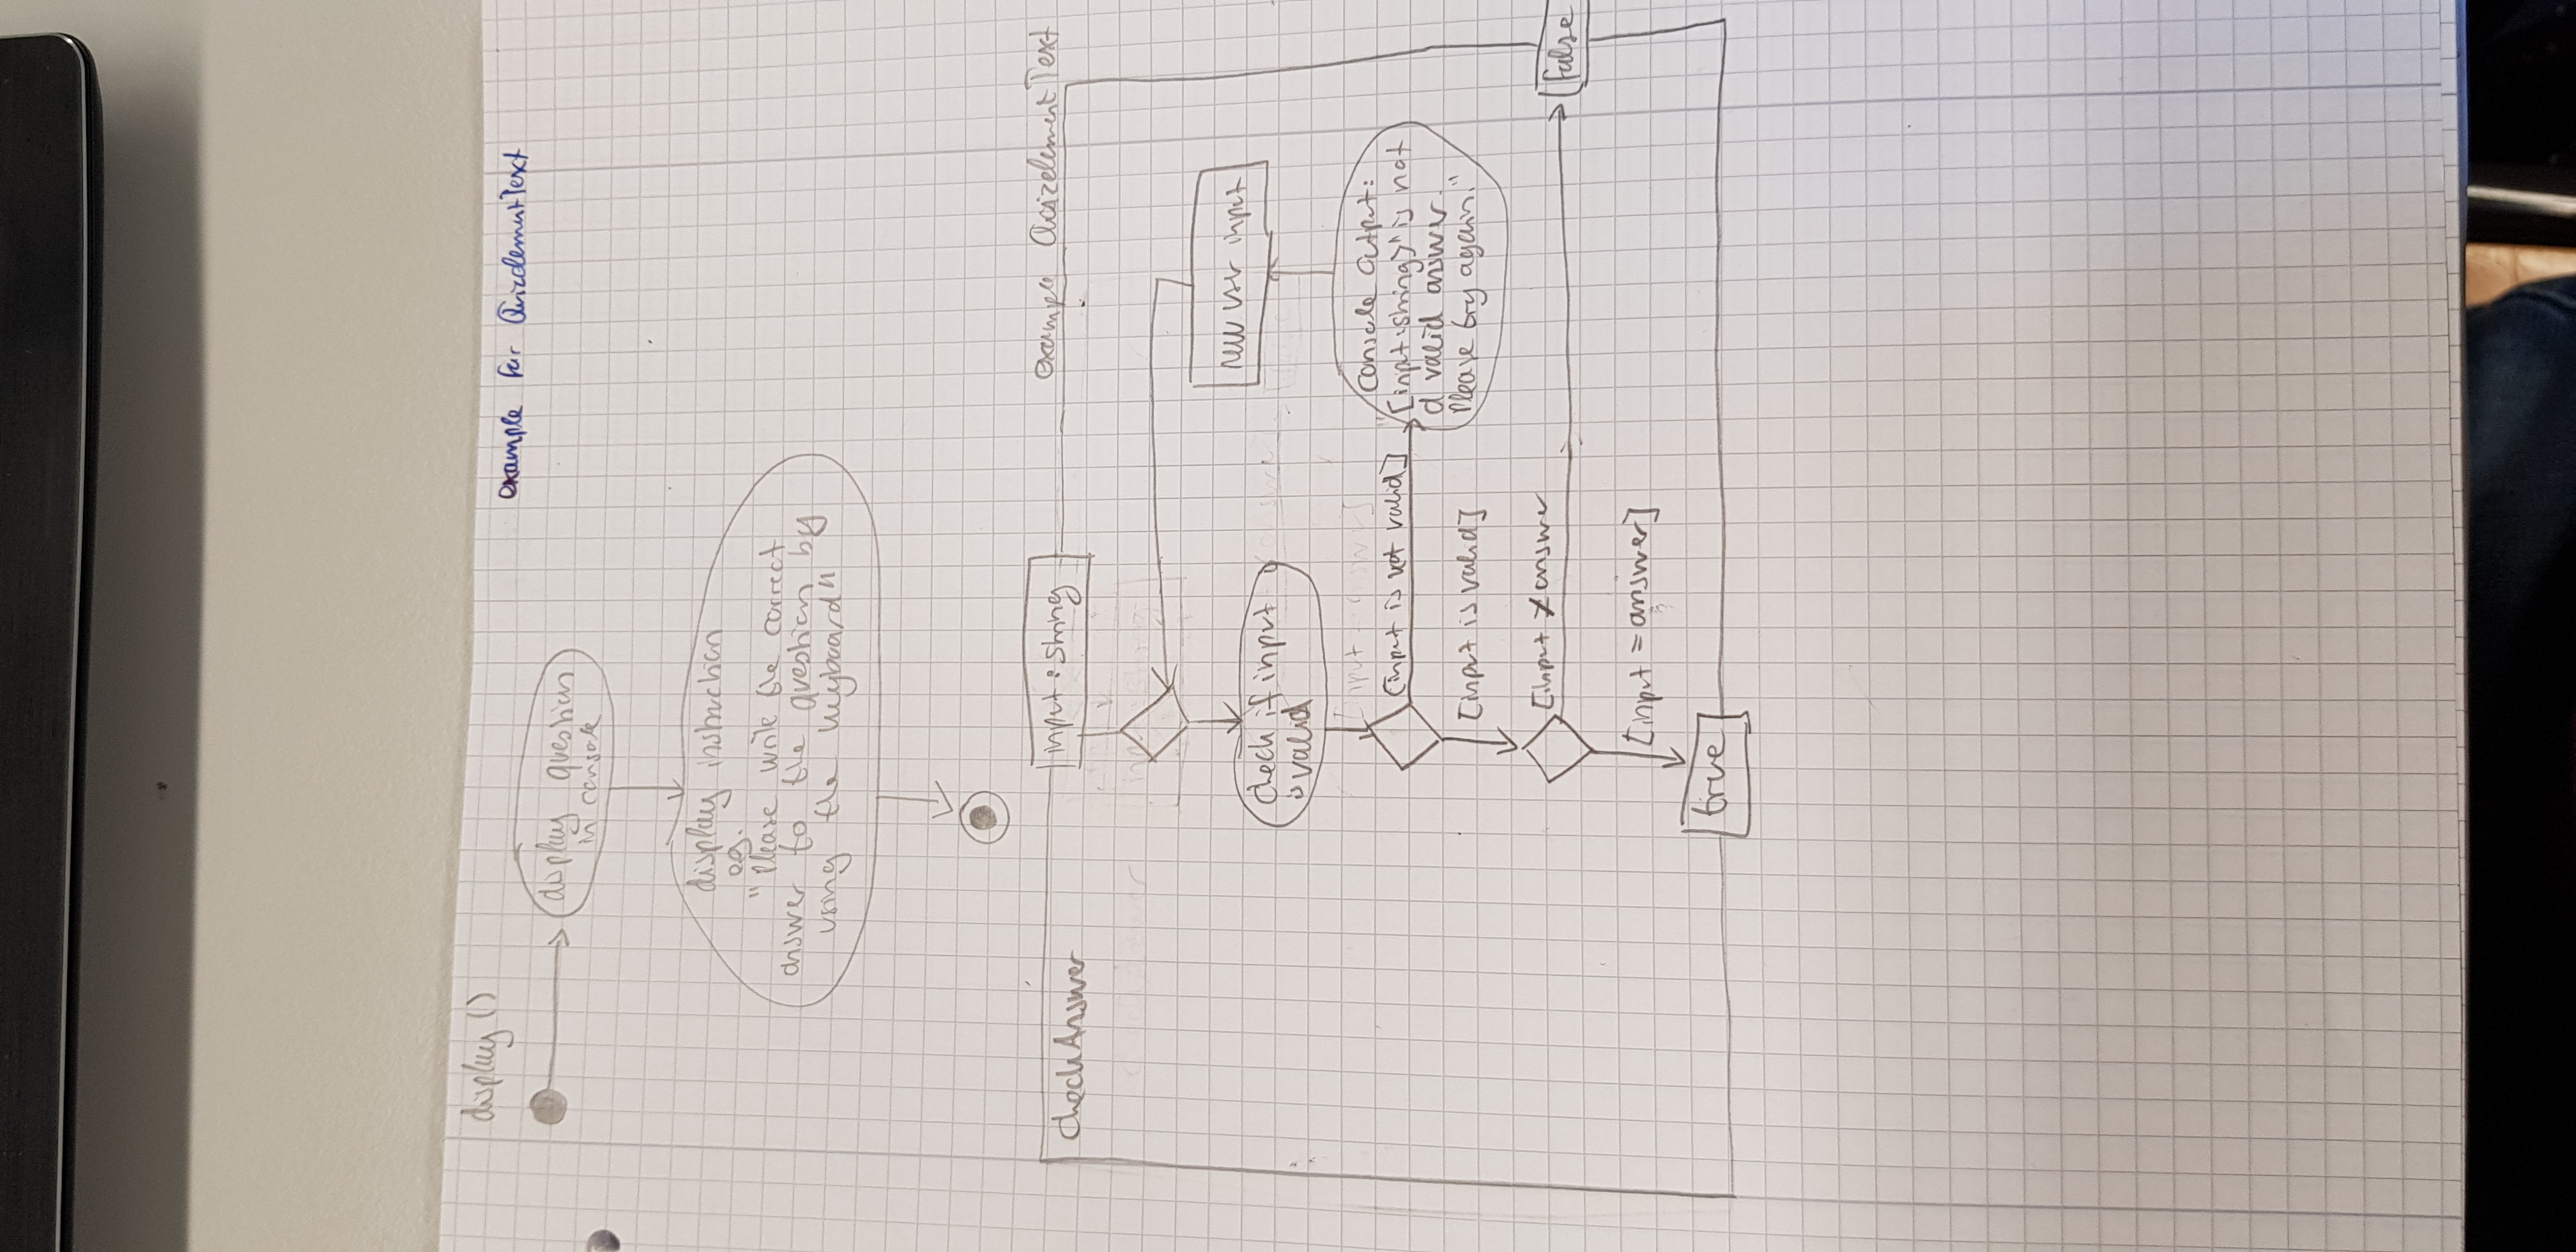 display ()
example for QuizelementText
display question
in console
display instruction
e.g.
"Please write the correct
answer to the question by
using the keyboard"
example QuizelementText
input : string
checkAnswer
new user input
check if input
is valid
Console Output:
[input:string]" is not
a valid answer.
Please try again."
[input is not valid]
[input is valid]
[input ≠ answer
false
[input = answer]
true